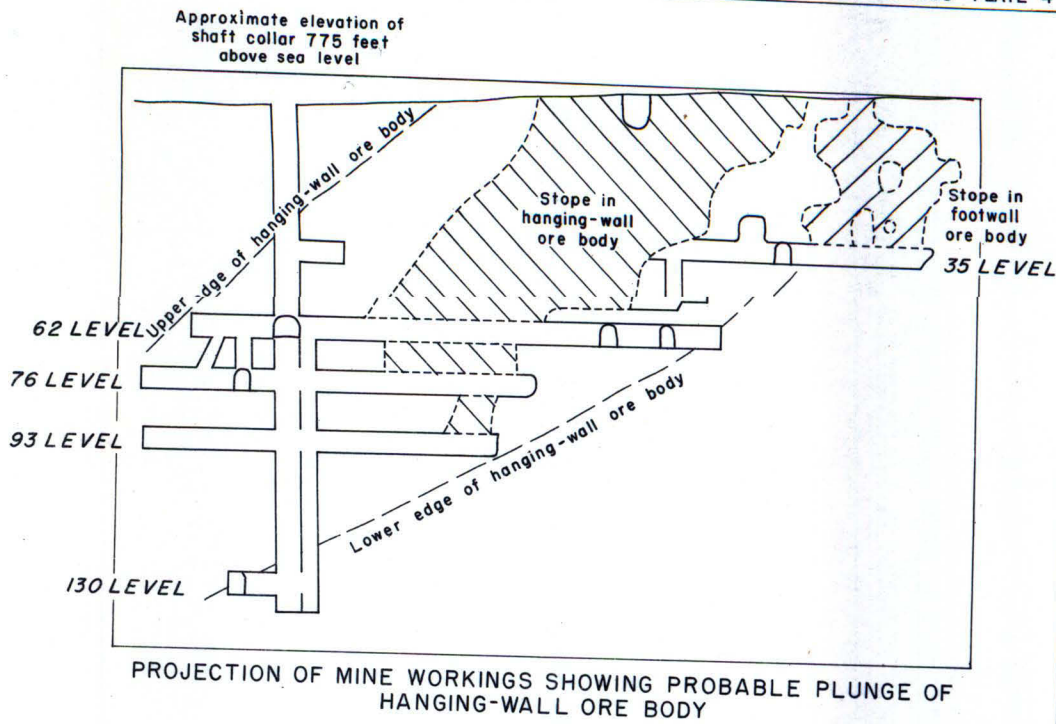 Approximate elevation of
shaft collar 775 feet
above sea level
Upper edge of hanging-wall ore body
Stope in
hanging-wall
ore body
Stope in
footwall
ore body
35 LEVEL
62 LEVEL
76 LEVEL
93 LEVEL
Lower edge of hanging-wall ore body
130 LEVEL
PROJECTION OF MINE WORKINGS SHOWING PROBABLE PLUNGE OF
HANGING-WALL ORE BODY